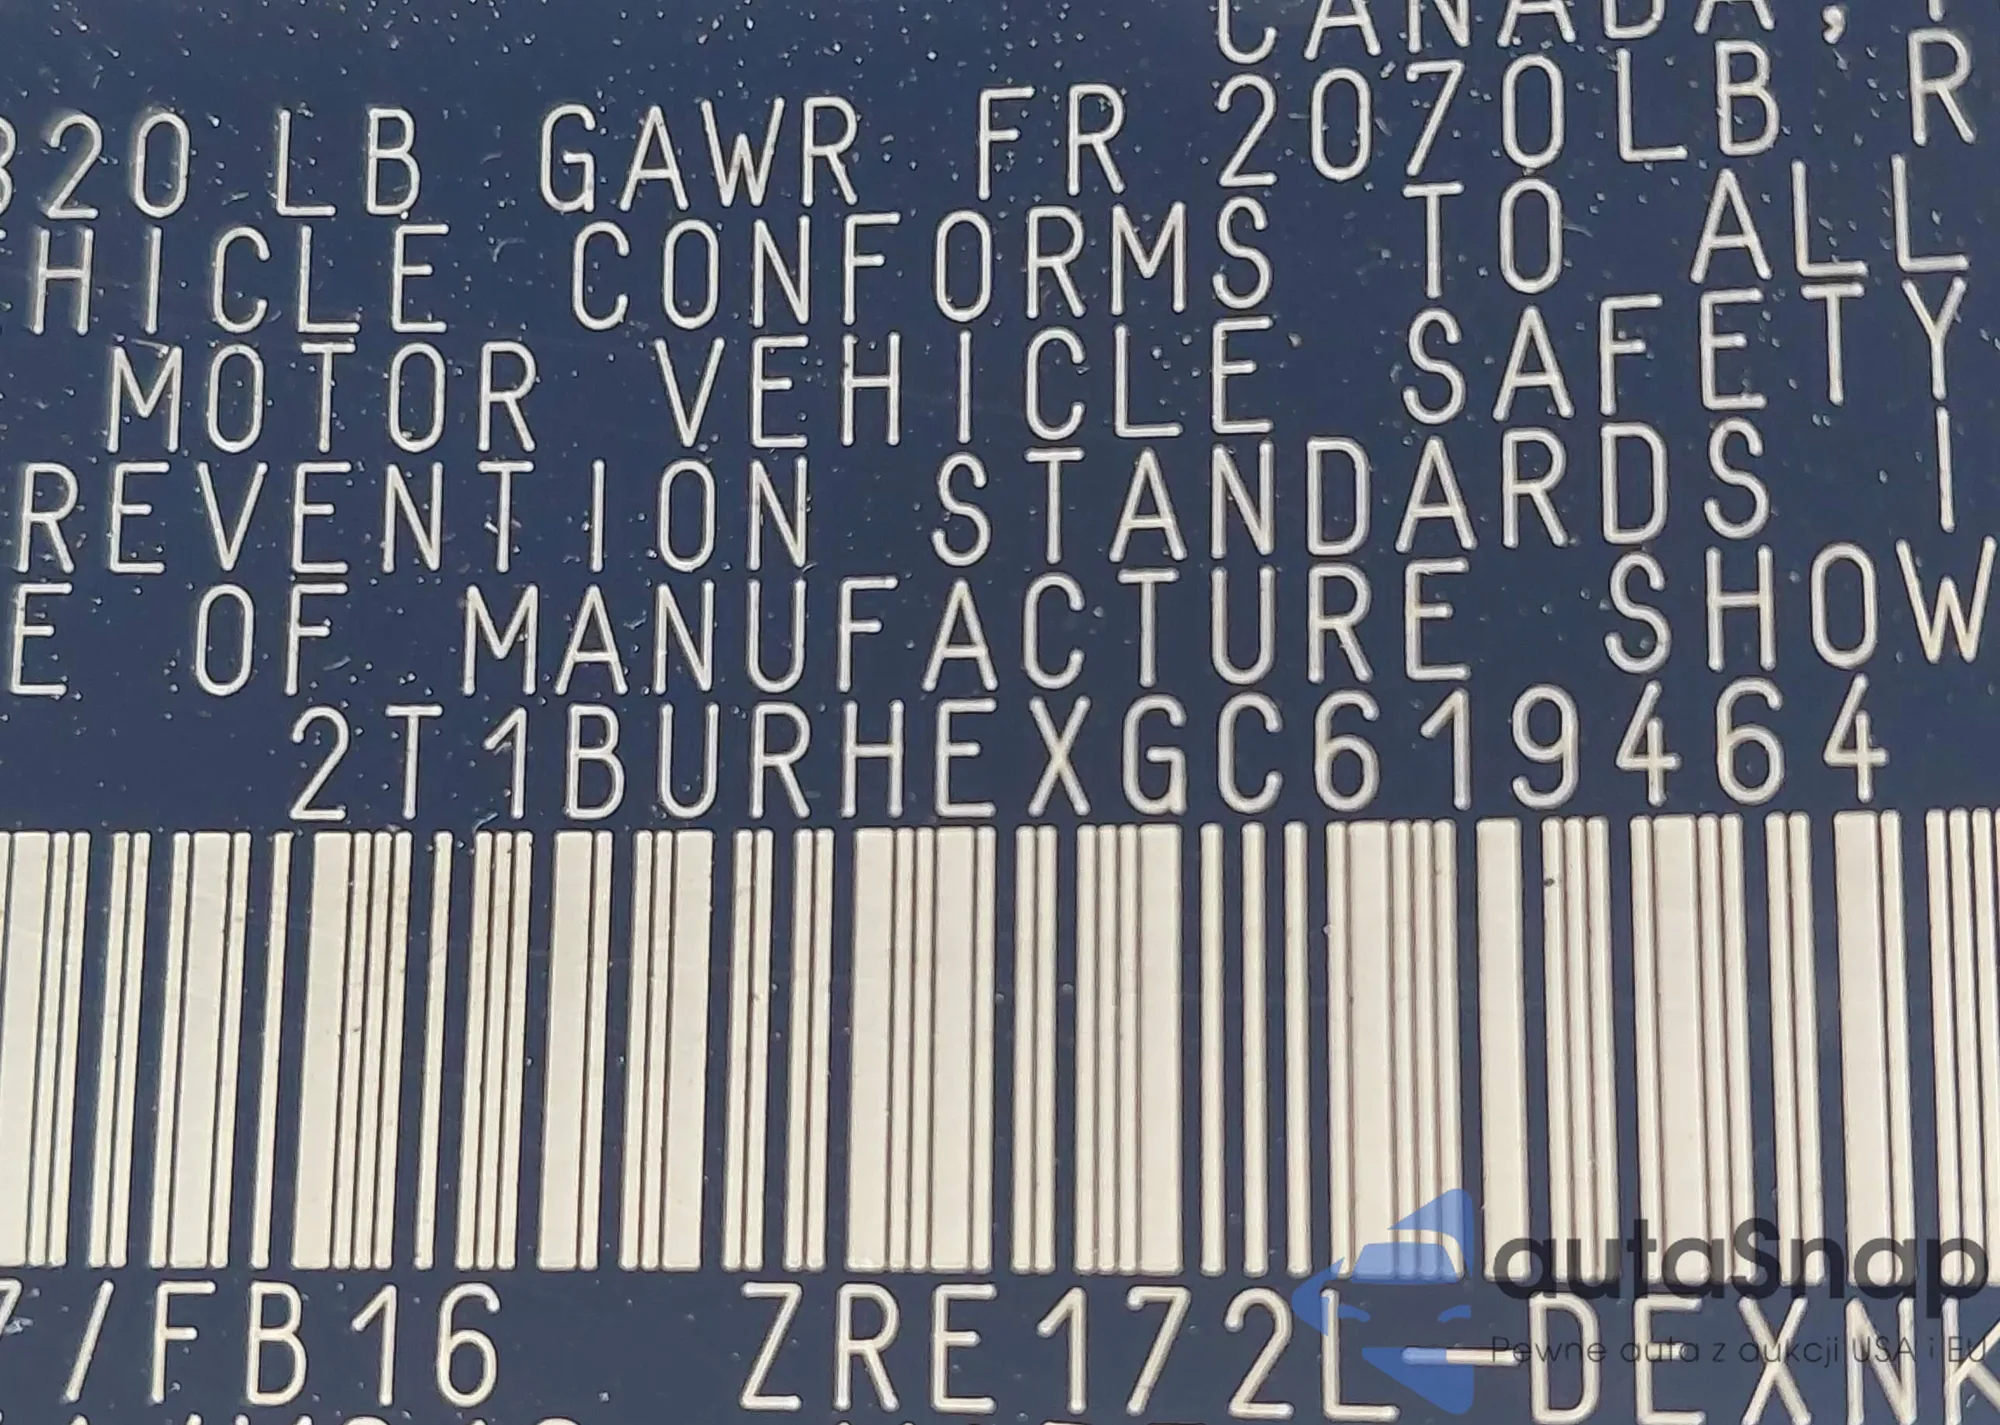 CANADA,
320 LB GAWR FR 2070LB R
HICLE CONFORMS TO ALL
MOTOR VEHICLE SAFETY
REVENTION STANDARDS I
E OF MANUFACTURE SHOW
2T1BURHEXGC619464
7/FB16 ZRE172L-DEXNK
autaSnap
Pewne auta z aukcji USA i EU